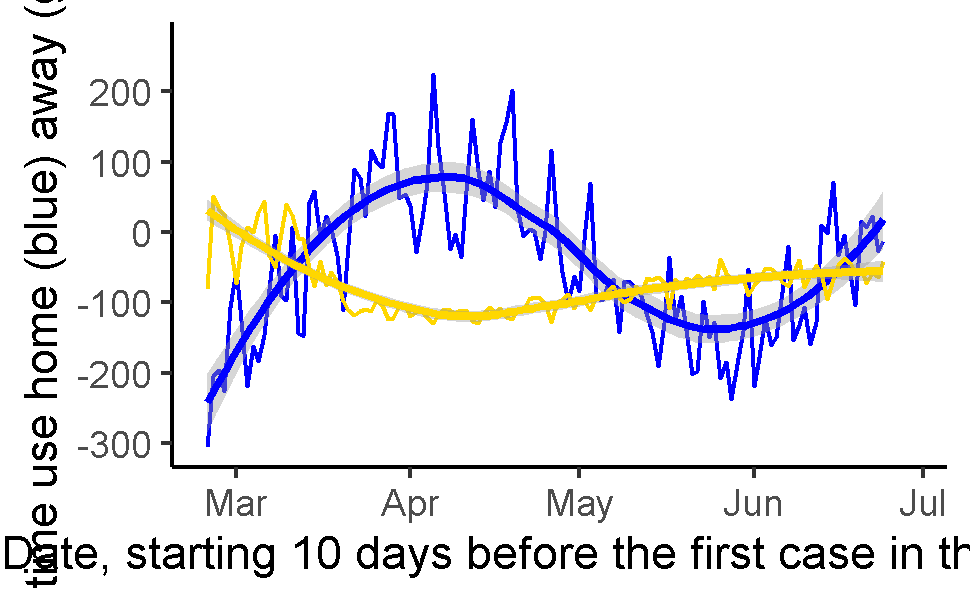 time use home (blue) away (
200
100
0
-100
-200
-300
Mar Apr May Jun Jul
Date, starting 10 days before the first case in th